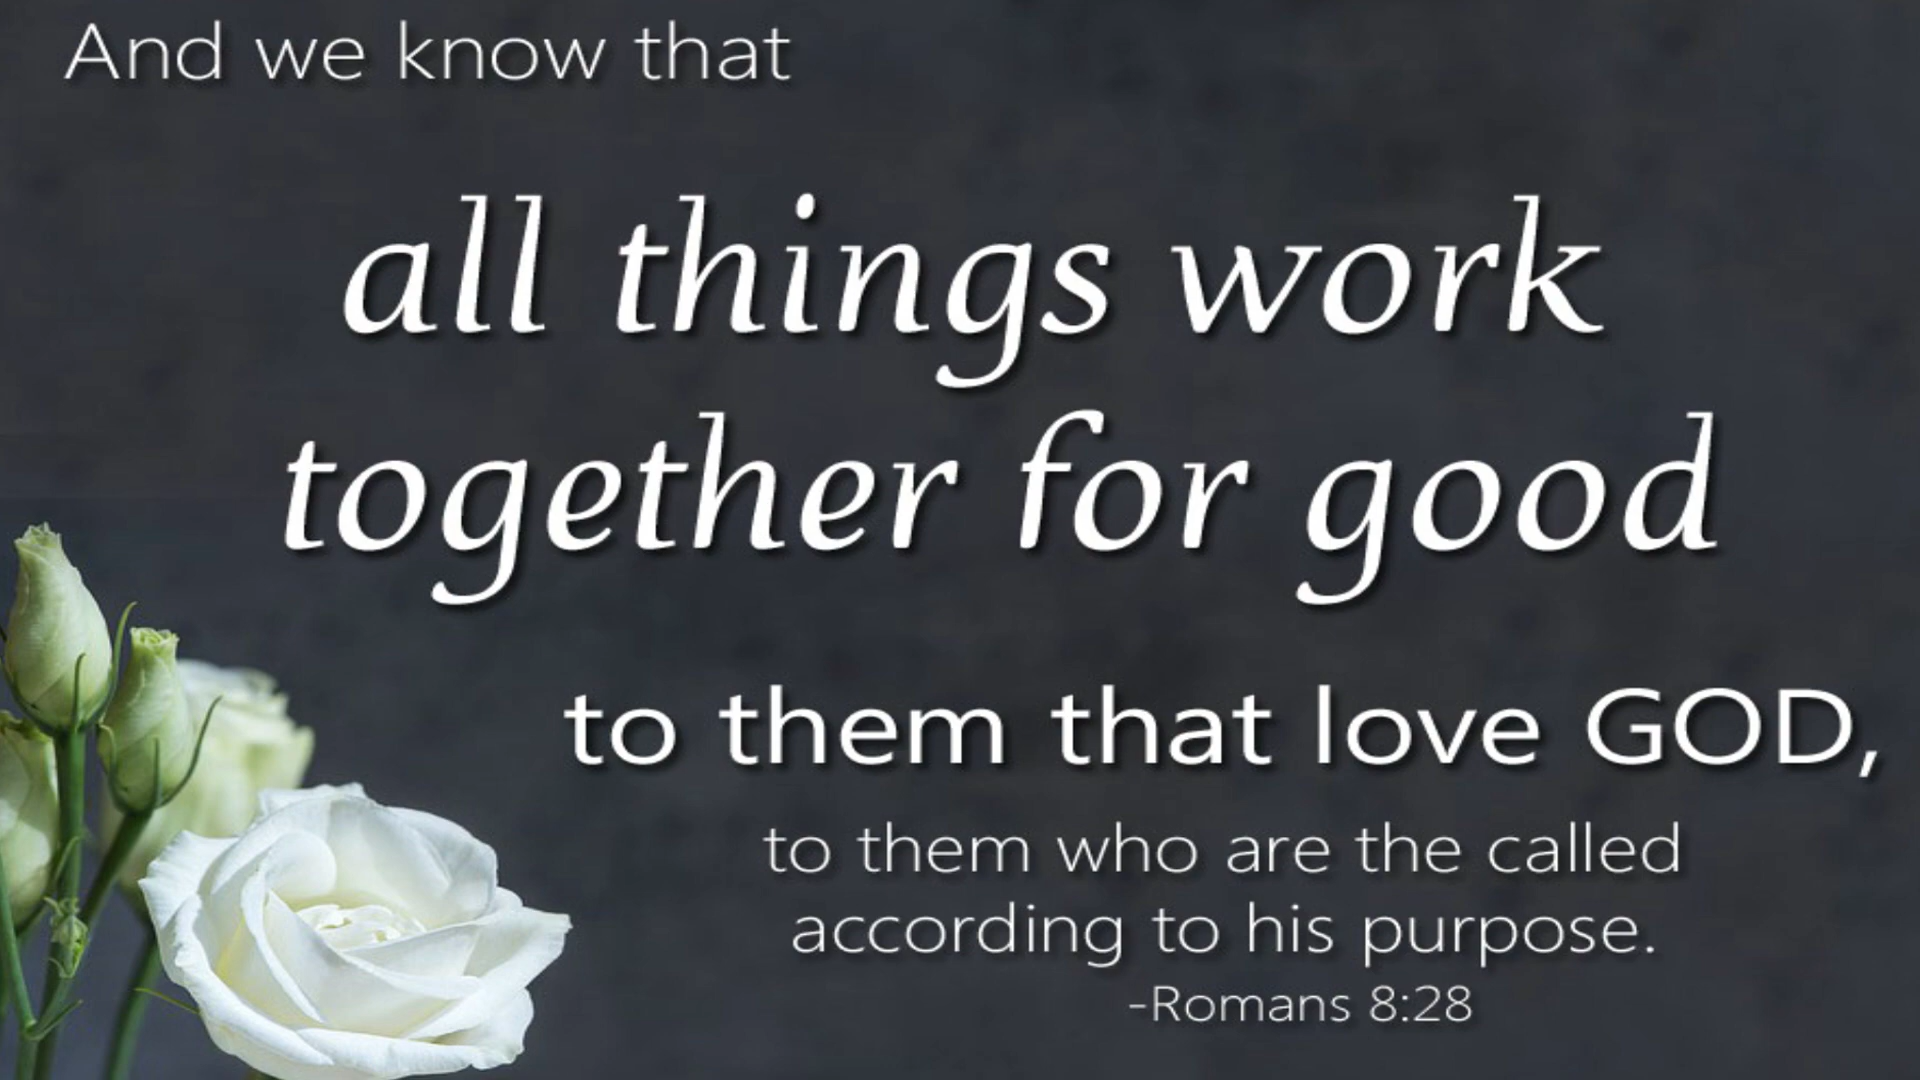 And we know that
all things work
together for good
to them that love GOD,
to them who are the called
according to his purpose.
-Romans 8:28